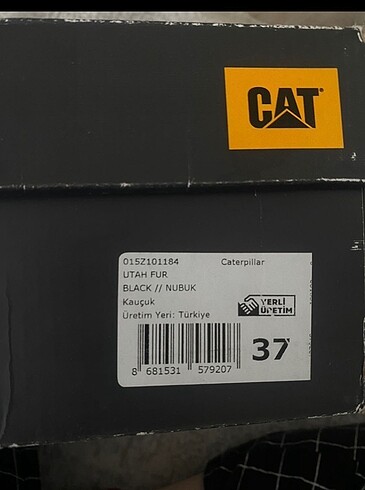 CAT
015Z101184 Caterpillar
UTAH FUR
BLACK // NUBUK
Kauçuk
Üretim Yeri: Türkiye
YERLİ
ÜRETİM
37
8 681531 579207